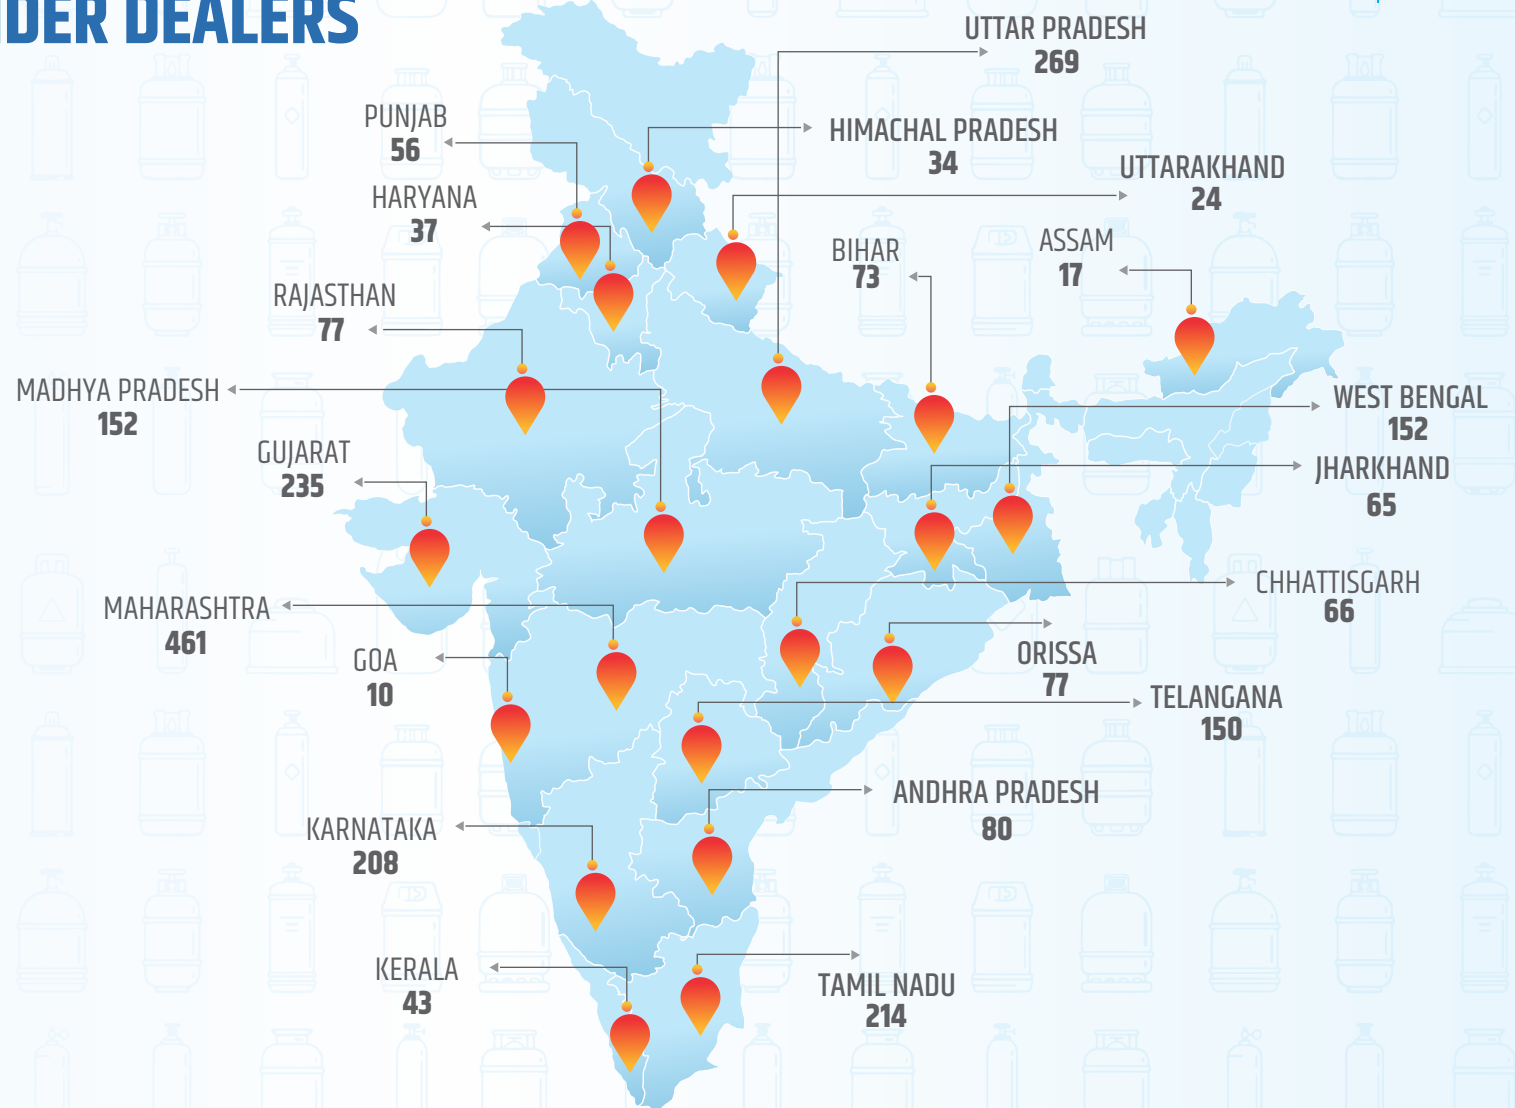 DER DEALERS
UTTAR PRADESH
269
PUNJAB
56
HIMACHAL PRADESH
34
UTTARAKHAND
24
HARYANA
37
BIHAR
73
ASSAM
17
RAJASTHAN
77
MADHYA PRADESH
152
WEST BENGAL
152
GUJARAT
235
JHARKHAND
65
CHHATTISGARH
66
MAHARASHTRA
461
GOA
10
ORISSA
77
TELANGANA
150
ANDHRA PRADESH
80
KARNATAKA
208
KERALA
43
TAMIL NADU
214